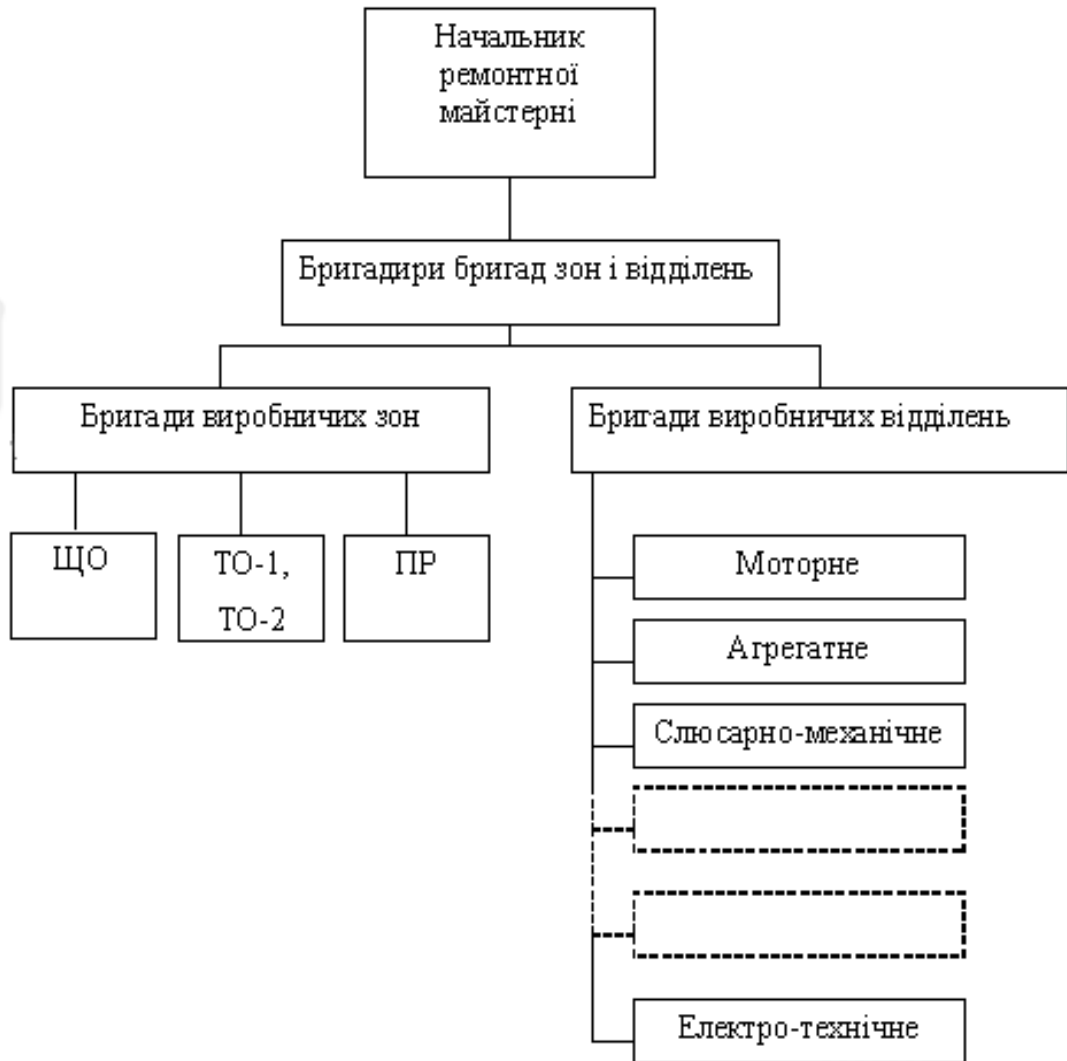 Начальник
ремонтної
майстерні
Бригадири бригад зон і відділень
Бригади виробничих зон
Бригади виробничих відділень
ЩО
ТО-1,
ТО-2
ПР
Моторне
Агрегатне
Слюсарно-механічне
Електро-технічне